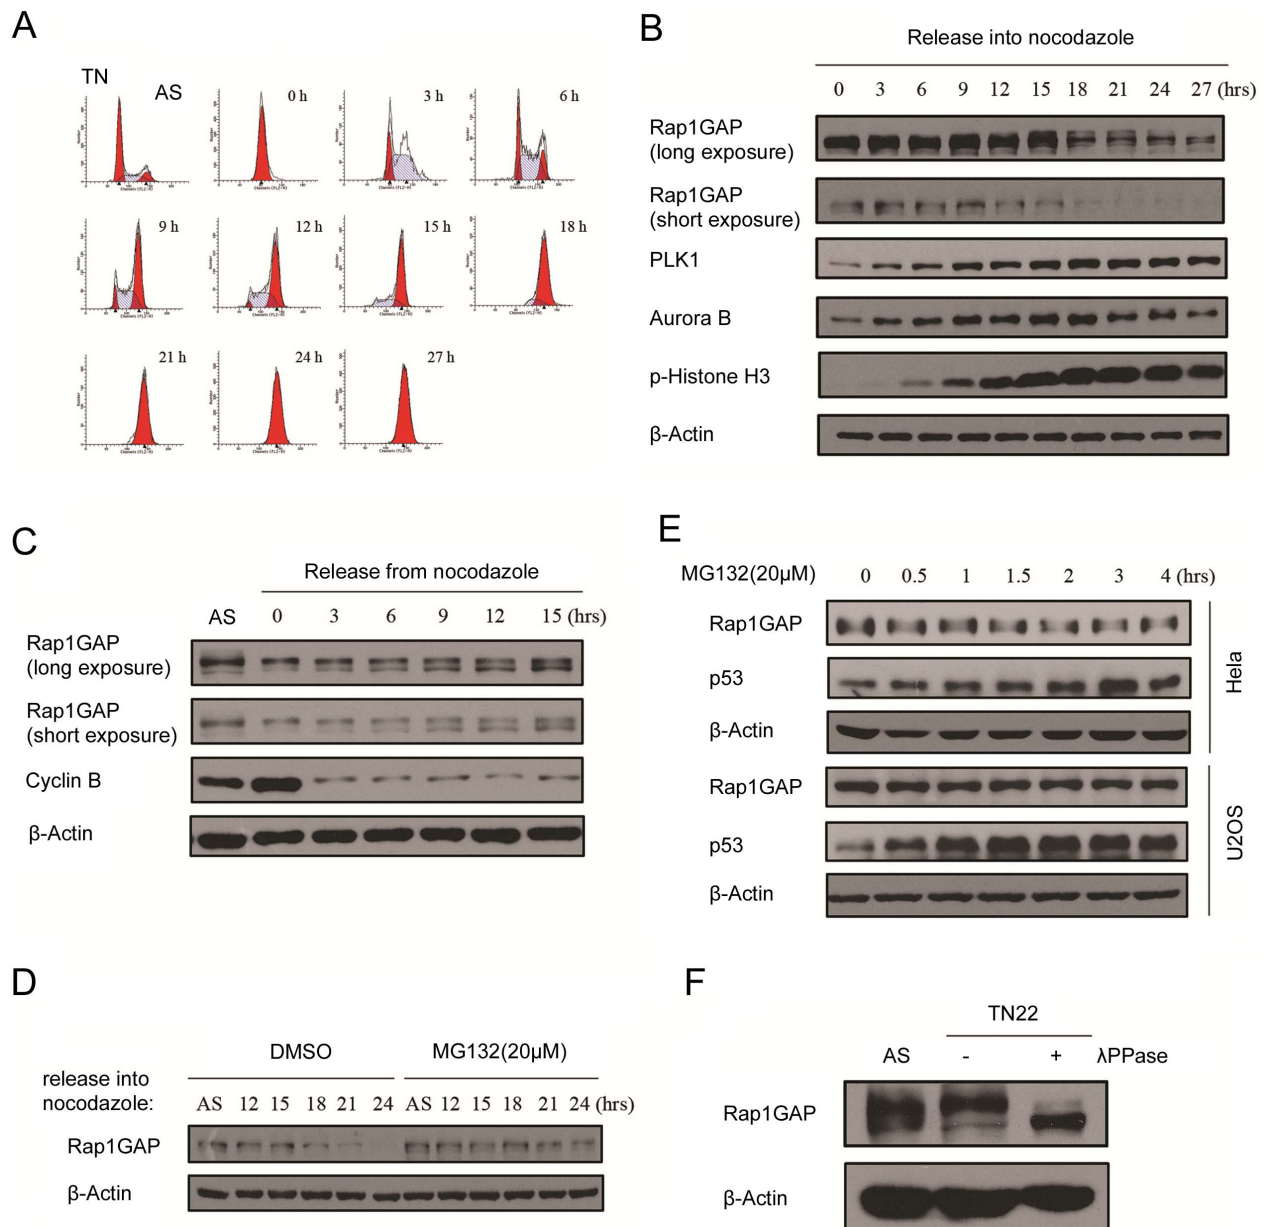 A
TN
AS
0 h
3 h
6 h
9 h
12 h
15 h
18 h
21 h
24 h
27 h
B
Release into nocodazole
0 3 6 9 12 15 18 21 24 27 (hrs)
Rap1GAP
(long exposure)
Rap1GAP
(short exposure)
PLK1
Aurora B
p-Histone H3
β-Actin
C
Release from nocodazole
AS 0 3 6 9 12 15 (hrs)
Rap1GAP
(long exposure)
Rap1GAP
(short exposure)
Cyclin B
β-Actin
E
MG132(20μM) 0 0.5 1 1.5 2 3 4 (hrs)
Rap1GAP
p53
β-Actin
Hela
Rap1GAP
p53
β-Actin
U2OS
D
DMSO MG132(20μM)
release into
nocodazole: AS 12 15 18 21 24 AS 12 15 18 21 24 (hrs)
Rap1GAP
β-Actin
F
TN22
AS - + λPPase
Rap1GAP
β-Actin